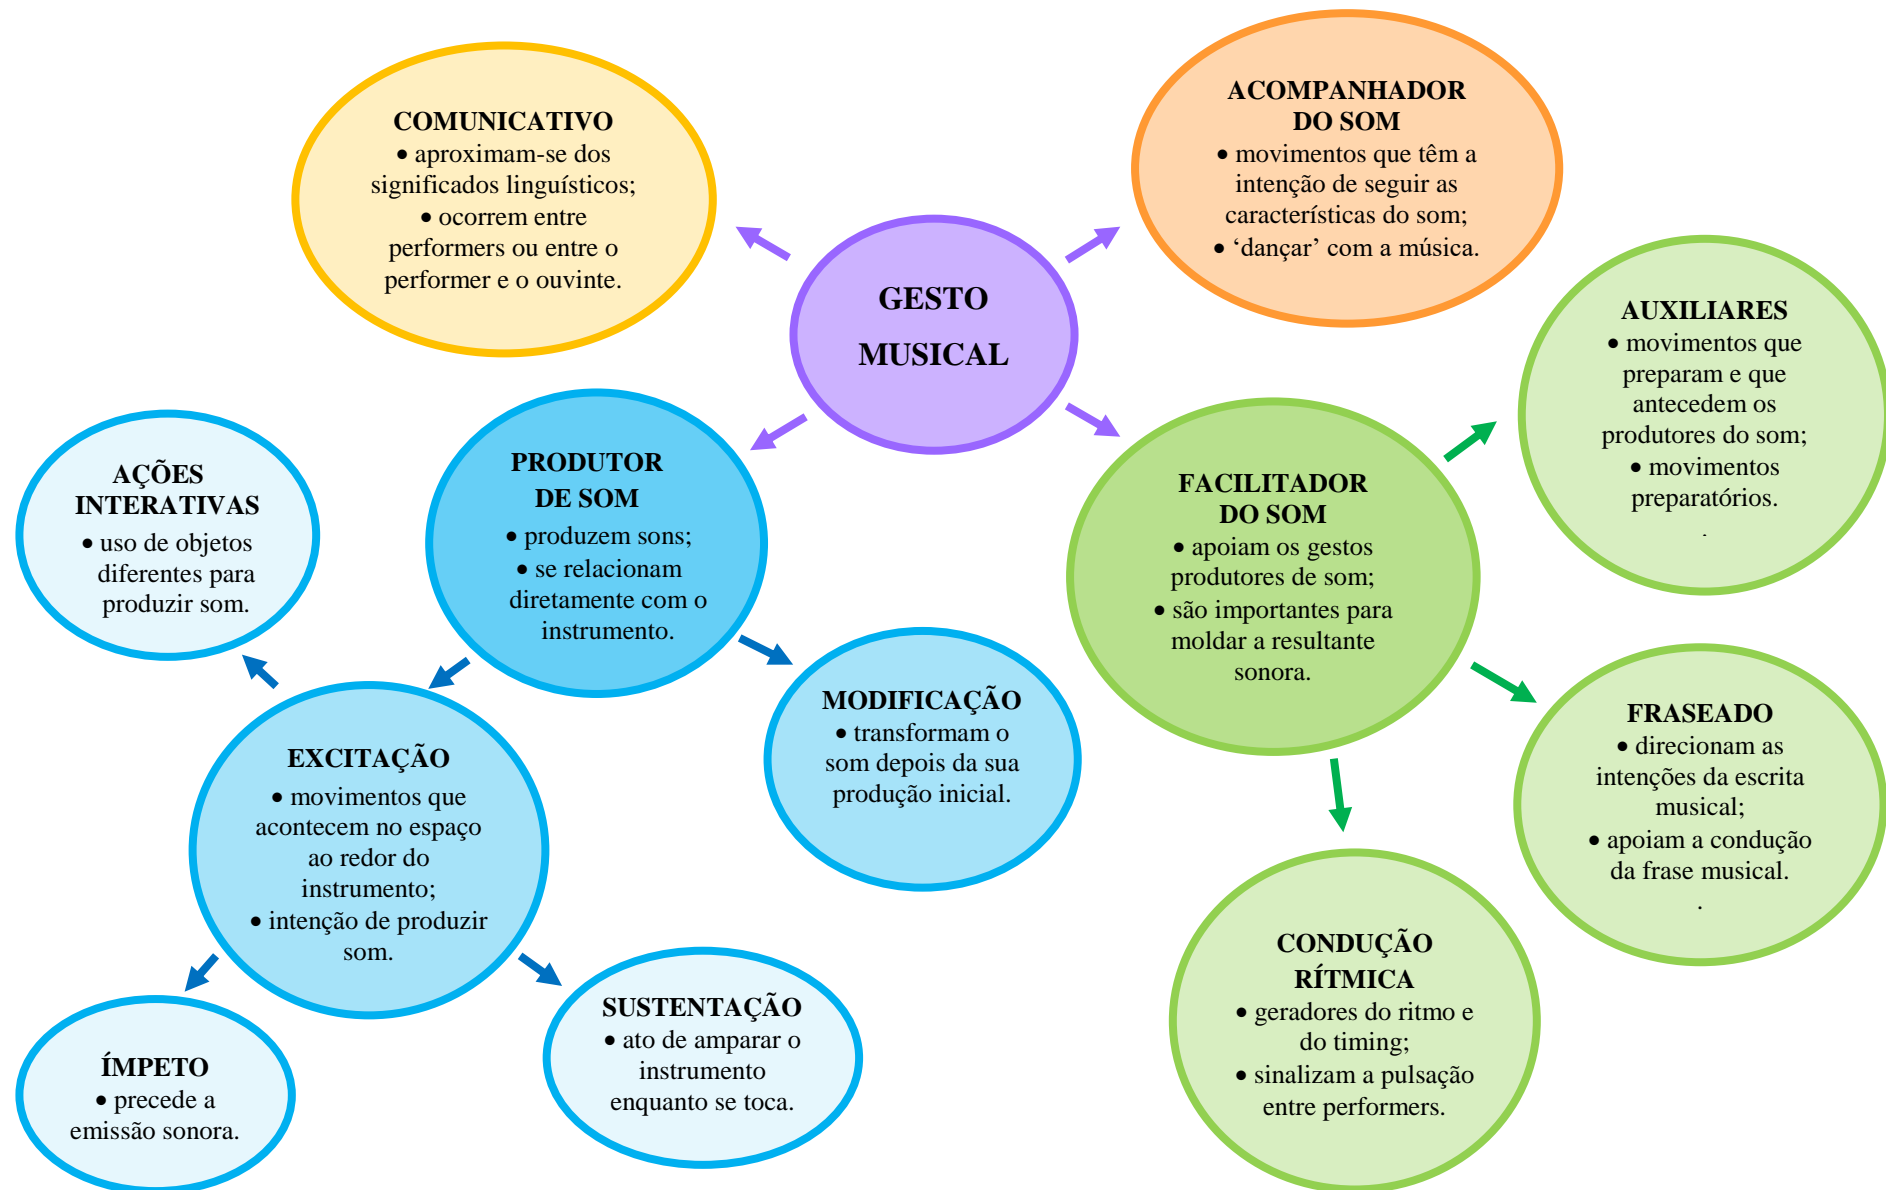 COMUNICATIVO
• aproximam-se dos
significados linguísticos;
• ocorrem entre
performers ou entre o
performer e o ouvinte.
ACOMPANHADOR
DO SOM
• movimentos que têm a
intenção de seguir as
características do som;
• ‘dançar’ com a música.
GESTO
MUSICAL
AUXILIARES
• movimentos que
preparam e que
antecedem os
produtores do som;
• movimentos
preparatórios.
.
AÇÕES
INTERATIVAS
• uso de objetos
diferentes para
produzir som.
PRODUTOR
DE SOM
• produzem sons;
• se relacionam
diretamente com o
instrumento.
FACILITADOR
DO SOM
• apoiam os gestos
produtores de som;
• são importantes para
moldar a resultante
sonora.
MODIFICAÇÃO
• transformam o
som depois da sua
produção inicial.
FRASEADO
• direcionam as
intenções da escrita
musical;
• apoiam a condução
da frase musical.
.
EXCITAÇÃO
• movimentos que
acontecem no espaço
ao redor do
instrumento;
• intenção de produzir
som.
CONDUÇÃO
RÍTMICA
• geradores do ritmo e
do timing;
• sinalizam a pulsação
entre performers.
SUSTENTAÇÃO
• ato de amparar o
instrumento
enquanto se toca.
ÍMPETO
• precede a
emissão sonora.